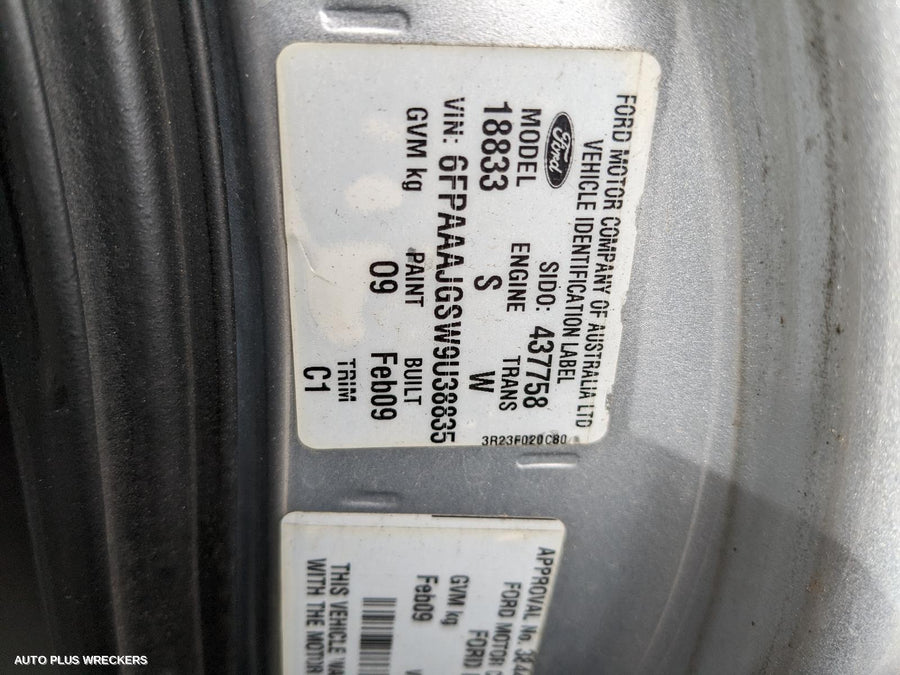 FORD MOTOR COMPANY OF AUSTRALIA LTD
VEHICLE IDENTIFICATION LABEL
Ford
SIDO: 437758
MODEL ENGINE TRANS
18833 S W
VIN: 6FPAAAJGSW9U38835
GVM kg PAINT BUILT
09 Feb09
TRIM
C1
3R23F020C80
APPROVAL No.
FORD MOTOR
FORD
GVM kg
Feb09
THIS VEHICLE WA
WITH THE MOTOR
AUTO PLUS WRECKERS